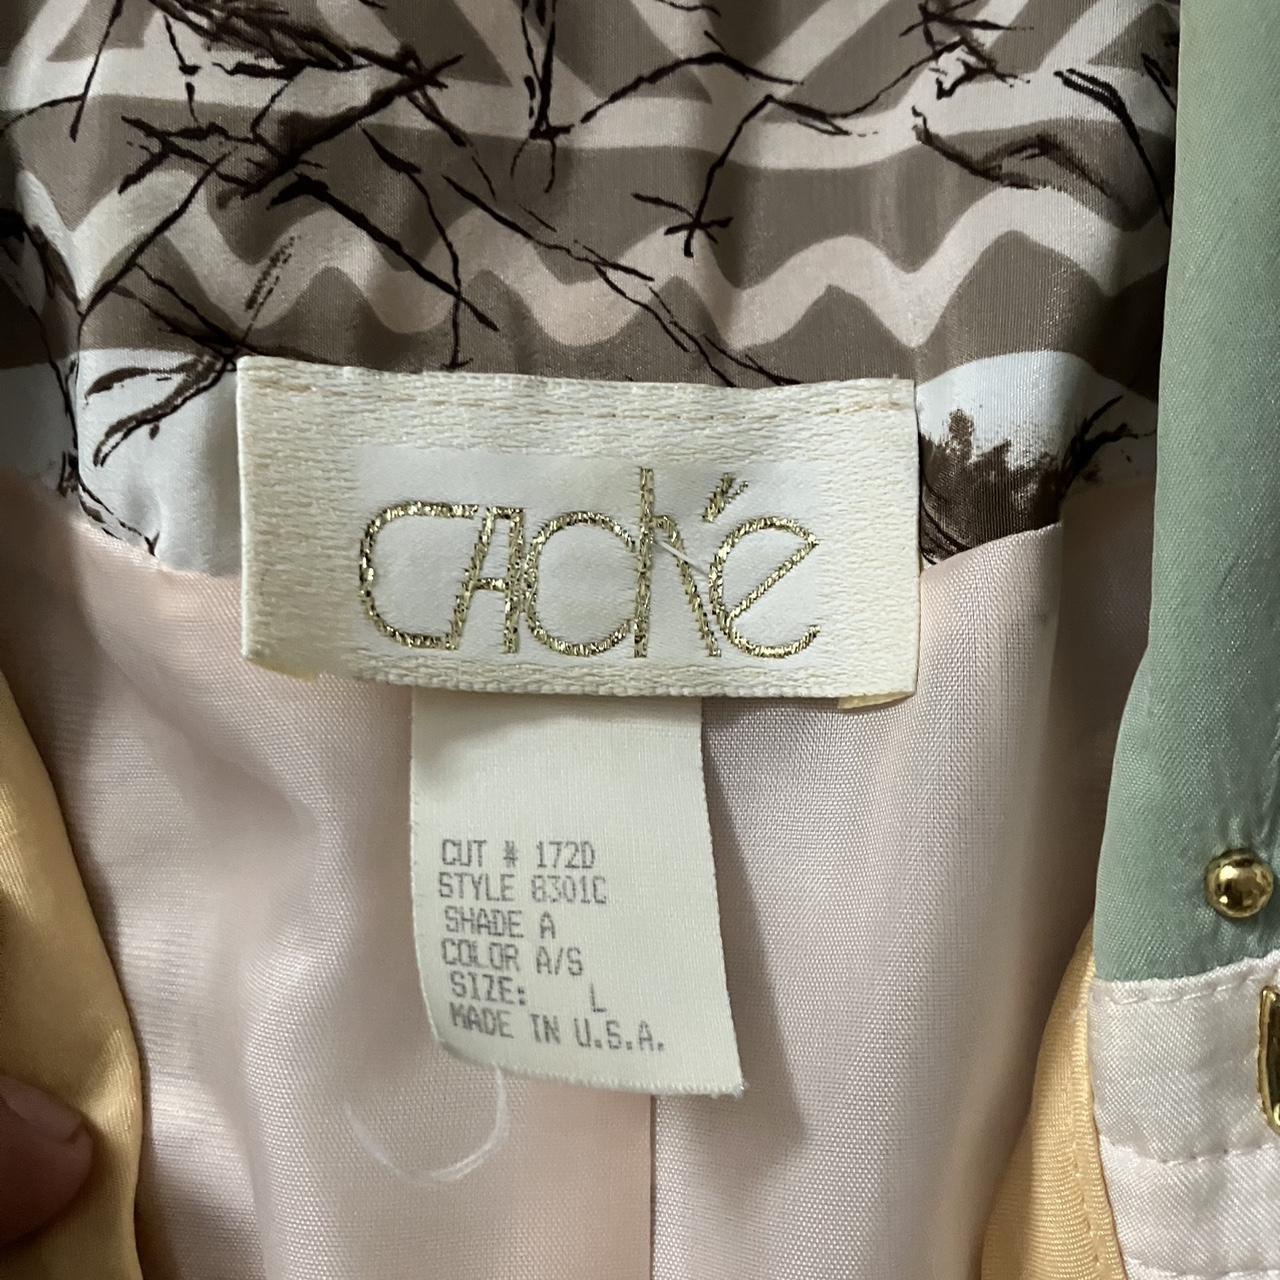 CAché
CUT # 172D
STYLE 8301C
SHADE A
COLOR A/S
SIZE: L
MADE IN U.S.A.